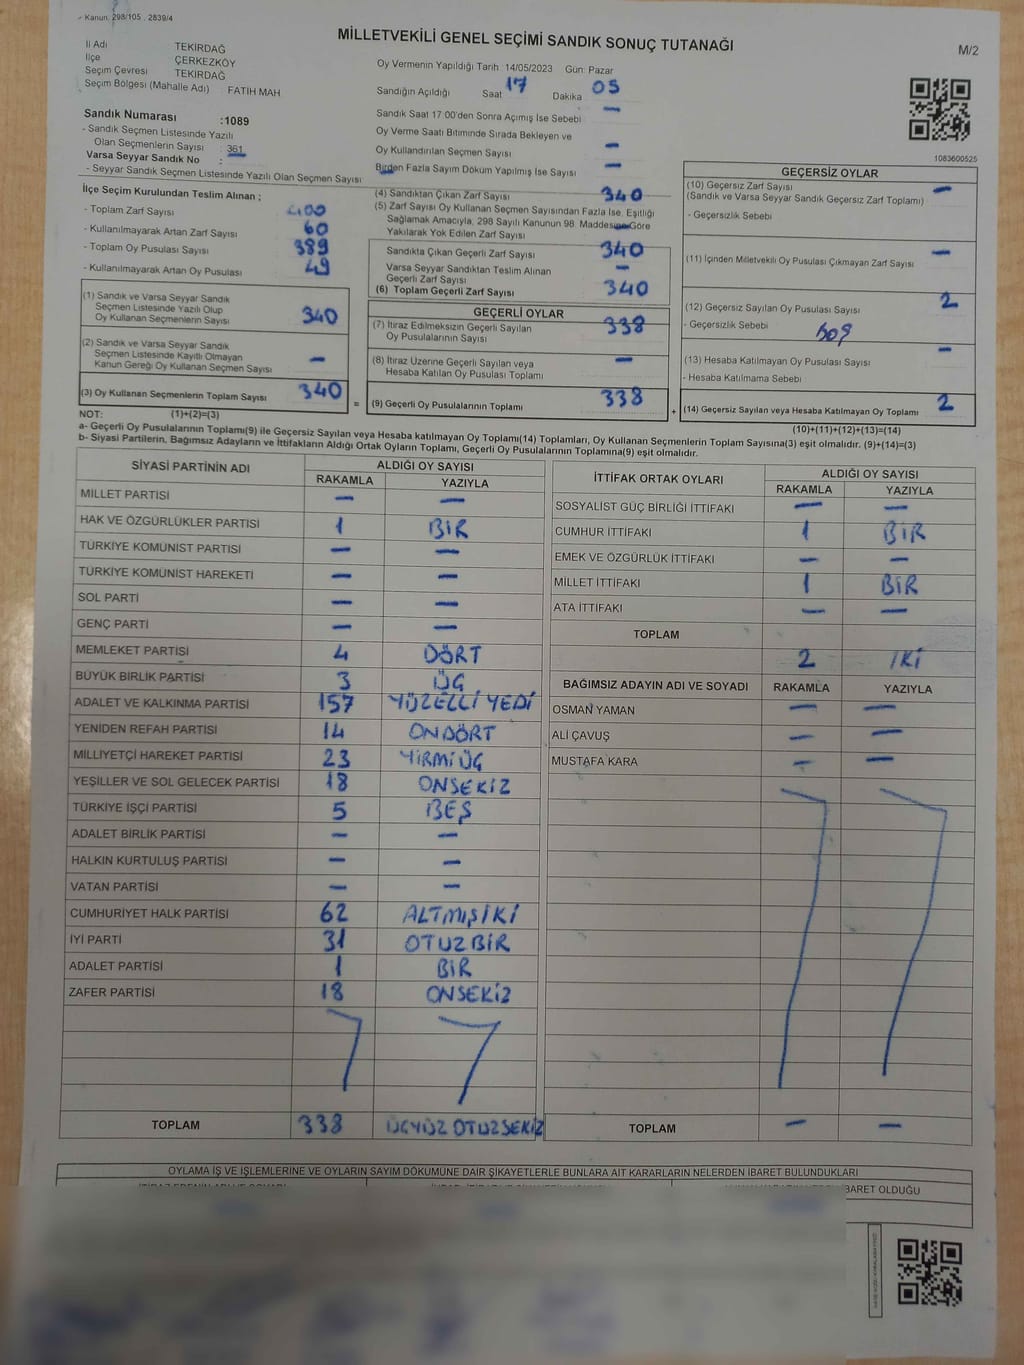 Kanun, 298/105 , 2839/4
MİLLETVEKİLİ GENEL SEÇİMİ SANDIK SONUÇ TUTANAĞI
M/2
İl Adı TEKİRDAĞ
İlçe ÇERKEZKÖY
Seçim Çevresi TEKİRDAĞ
Seçim Bölgesi (Mahalle Adı) FATİH MAH
Oy Vermenin Yapıldığı Tarih 14/05/2023 Gün: Pazar
Sandığın Açıldığı Saat 17 Dakika 05
Sandık Saat 17:00'den Sonra Açımış İse Sebebi —
Oy Verme Saati Bitiminde Sırada Bekleyen ve
Oy Kullandırılan Seçmen Sayısı —
Birden Fazla Sayım Döküm Yapılmış İse Sayısı —
Sandık Numarası :1089
- Sandık Seçmen Listesinde Yazılı
Olan Seçmenlerin Sayısı : 361
Varsa Seyyar Sandık No :
- Seyyar Sandık Seçmen Listesinde Yazılı Olan Seçmen Sayısı
1083600525
İlçe Seçim Kurulundan Teslim Alınan ;
- Toplam Zarf Sayısı 400
- Kullanılmayarak Artan Zarf Sayısı 60
- Toplam Oy Pusulası Sayısı 389
- Kullanılmayarak Artan Oy Pusulası 49
(1) Sandık ve Varsa Seyyar Sandık
Seçmen Listesinde Yazılı Olup
Oy Kullanan Seçmenlerin Sayısı 340
(2) Sandık ve Varsa Seyyar Sandık
Seçmen Listesinde Kayıtlı Olmayan
Kanun Gereği Oy Kullanan Seçmen Sayısı —
(3) Oy Kullanan Seçmenlerin Toplam Sayısı 340
(4) Sandıktan Çıkan Zarf Sayısı 340
(5) Zarf Sayısı Oy Kullanan Seçmen Sayısından Fazla İse, Eşitliği
Sağlamak Amacıyla, 298 Sayılı Kanunun 98. Maddesine Göre
Yakılarak Yok Edilen Zarf Sayısı —
Sandıkta Çıkan Geçerli Zarf Sayısı 340
Varsa Seyyar Sandıktan Teslim Alınan
Geçerli Zarf Sayısı —
(6) Toplam Geçerli Zarf Sayısı 340
GEÇERLİ OYLAR
(7) İtiraz Edilmeksizin Geçerli Sayılan
Oy Pusulalarının Sayısı 338
(8) İtiraz Üzerine Geçerli Sayılan veya
Hesaba Katılan Oy Pusulası Toplamı —
= (9) Geçerli Oy Pusulalarının Toplamı 338
GEÇERSİZ OYLAR
(10) Geçersiz Zarf Sayısı —
(Sandık ve Varsa Seyyar Sandık Geçersiz Zarf Toplamı)
- Geçersizlik Sebebi
(11) İçinden Milletvekili Oy Pusulası Çıkmayan Zarf Sayısı —
(12) Geçersiz Sayılan Oy Pusulası Sayısı 2
- Geçersizlik Sebebi boş
(13) Hesaba Katılmayan Oy Pusulası Sayısı —
- Hesaba Katılmama Sebebi
+ (14) Geçersiz Sayılan veya Hesaba Katılmayan Oy Toplamı 2
NOT: (1)+(2)=(3)
(10)+(11)+(12)+(13)=(14)
a- Geçerli Oy Pusulalarının Toplamı(9) ile Geçersiz Sayılan veya Hesaba katılmayan Oy Toplamı(14) Toplamları, Oy Kullanan Seçmenlerin Toplam Sayısına(3) eşit olmalıdır. (9)+(14)=(3)
b- Siyasi Partilerin, Bağımsız Adayların ve İttifakların Aldığı Ortak Oyların Toplamı, Geçerli Oy Pusulalarının Toplamına(9) eşit olmalıdır.
SİYASİ PARTİNİN ADI ALDIĞI OY SAYISI
RAKAMLA YAZIYLA
MİLLET PARTİSİ — —
HAK VE ÖZGÜRLÜKLER PARTİSİ 1 BİR
TÜRKİYE KOMÜNİST PARTİSİ — —
TÜRKİYE KOMÜNİST HAREKETİ — —
SOL PARTİ — —
GENÇ PARTİ — —
MEMLEKET PARTİSİ 4 DÖRT
BÜYÜK BİRLİK PARTİSİ 3 ÜÇ
ADALET VE KALKINMA PARTİSİ 157 YÜZELLİ YEDİ
YENİDEN REFAH PARTİSİ 14 ONDÖRT
MİLLİYETÇİ HAREKET PARTİSİ 23 YİRMİ ÜÇ
YEŞİLLER VE SOL GELECEK PARTİSİ 18 ONSEKİZ
TÜRKİYE İŞÇİ PARTİSİ 5 BEŞ
ADALET BİRLİK PARTİSİ — —
HALKIN KURTULUŞ PARTİSİ — —
VATAN PARTİSİ — —
CUMHURİYET HALK PARTİSİ 62 ALTMIŞ İKİ
İYİ PARTİ 31 OTUZ BİR
ADALET PARTİSİ 1 BİR
ZAFER PARTİSİ 18 ONSEKİZ
TOPLAM 338 ÜÇYÜZ OTUZSEKİZ
İTTİFAK ORTAK OYLARI ALDIĞI OY SAYISI
RAKAMLA YAZIYLA
SOSYALİST GÜÇ BİRLİĞİ İTTİFAKI — —
CUMHUR İTTİFAKI 1 BİR
EMEK VE ÖZGÜRLÜK İTTİFAKI — —
MİLLET İTTİFAKI 1 BİR
ATA İTTİFAKI — —
TOPLAM 2 İKİ
BAĞIMSIZ ADAYIN ADI VE SOYADI RAKAMLA YAZIYLA
OSMAN YAMAN — —
ALİ ÇAVUŞ — —
MUSTAFA KARA — —
TOPLAM — —
OYLAMA İŞ VE İŞLEMLERİNE VE OYLARIN SAYIM DÖKÜMÜNE DAİR ŞİKAYETLERLE BUNLARA AİT KARARLARIN NELERDEN İBARET BULUNDUKLARI
İBARET OLDUĞU